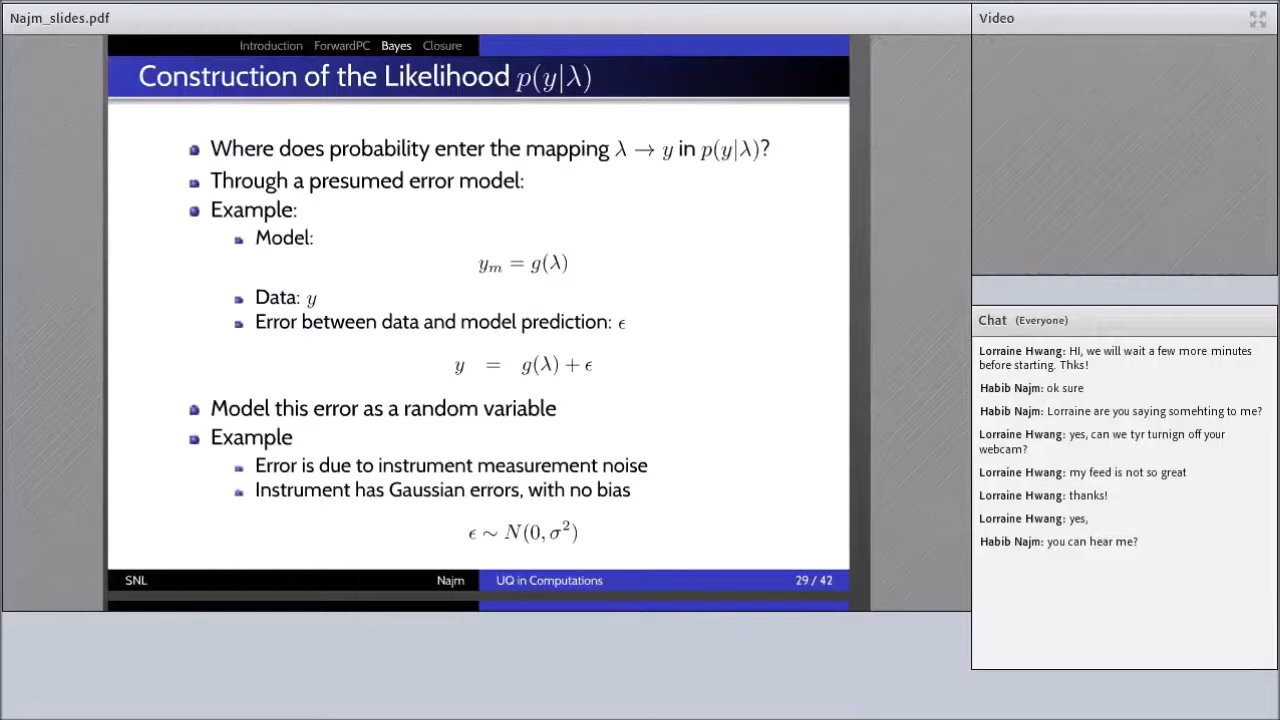 Najm_slides.pdf
Introduction ForwardPC Bayes Closure
Construction of the Likelihood p(y|λ)
Where does probability enter the mapping λ → y in p(y|λ)?
Through a presumed error model:
Example:
Model:
yₘ = g(λ)
Data: y
Error between data and model prediction: ϵ
y = g(λ) + ϵ
Model this error as a random variable
Example
Error is due to instrument measurement noise
Instrument has Gaussian errors, with no bias
ϵ ∼ N(0, σ²)
SNL Najm UQ in Computations 29 / 42
Video
Chat (Everyone)
Lorraine Hwang: HI, we will wait a few more minutes
before starting. Thks!
Habib Najm: ok sure
Habib Najm: Lorraine are you saying somehting to me?
Lorraine Hwang: yes, can we tyr turnign off your
webcam?
Lorraine Hwang: my feed is not so great
Lorraine Hwang: thanks!
Lorraine Hwang: yes,
Habib Najm: you can hear me?